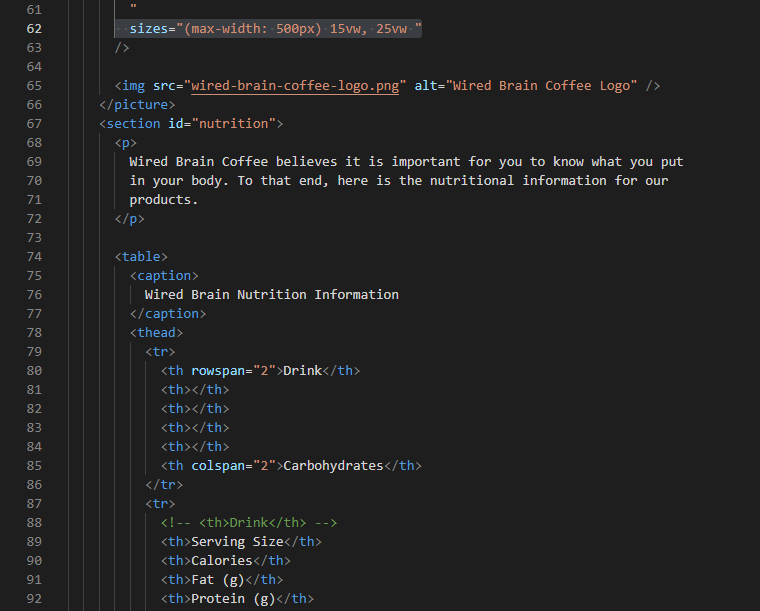 61 "
62 sizes="(max-width: 500px) 15vw, 25vw "
63 />
64
65 <img src="wired-brain-coffee-logo.png" alt="Wired Brain Coffee Logo" />
66 </picture>
67 <section id="nutrition">
68 <p>
69 Wired Brain Coffee believes it is important for you to know what you put
70 in your body. To that end, here is the nutritional information for our
71 products.
72 </p>
73
74 <table>
75 <caption>
76 Wired Brain Nutrition Information
77 </caption>
78 <thead>
79 <tr>
80 <th rowspan="2">Drink</th>
81 <th></th>
82 <th></th>
83 <th></th>
84 <th></th>
85 <th colspan="2">Carbohydrates</th>
86 </tr>
87 <tr>
88 <!-- <th>Drink</th> -->
89 <th>Serving Size</th>
90 <th>Calories</th>
91 <th>Fat (g)</th>
92 <th>Protein (g)</th>